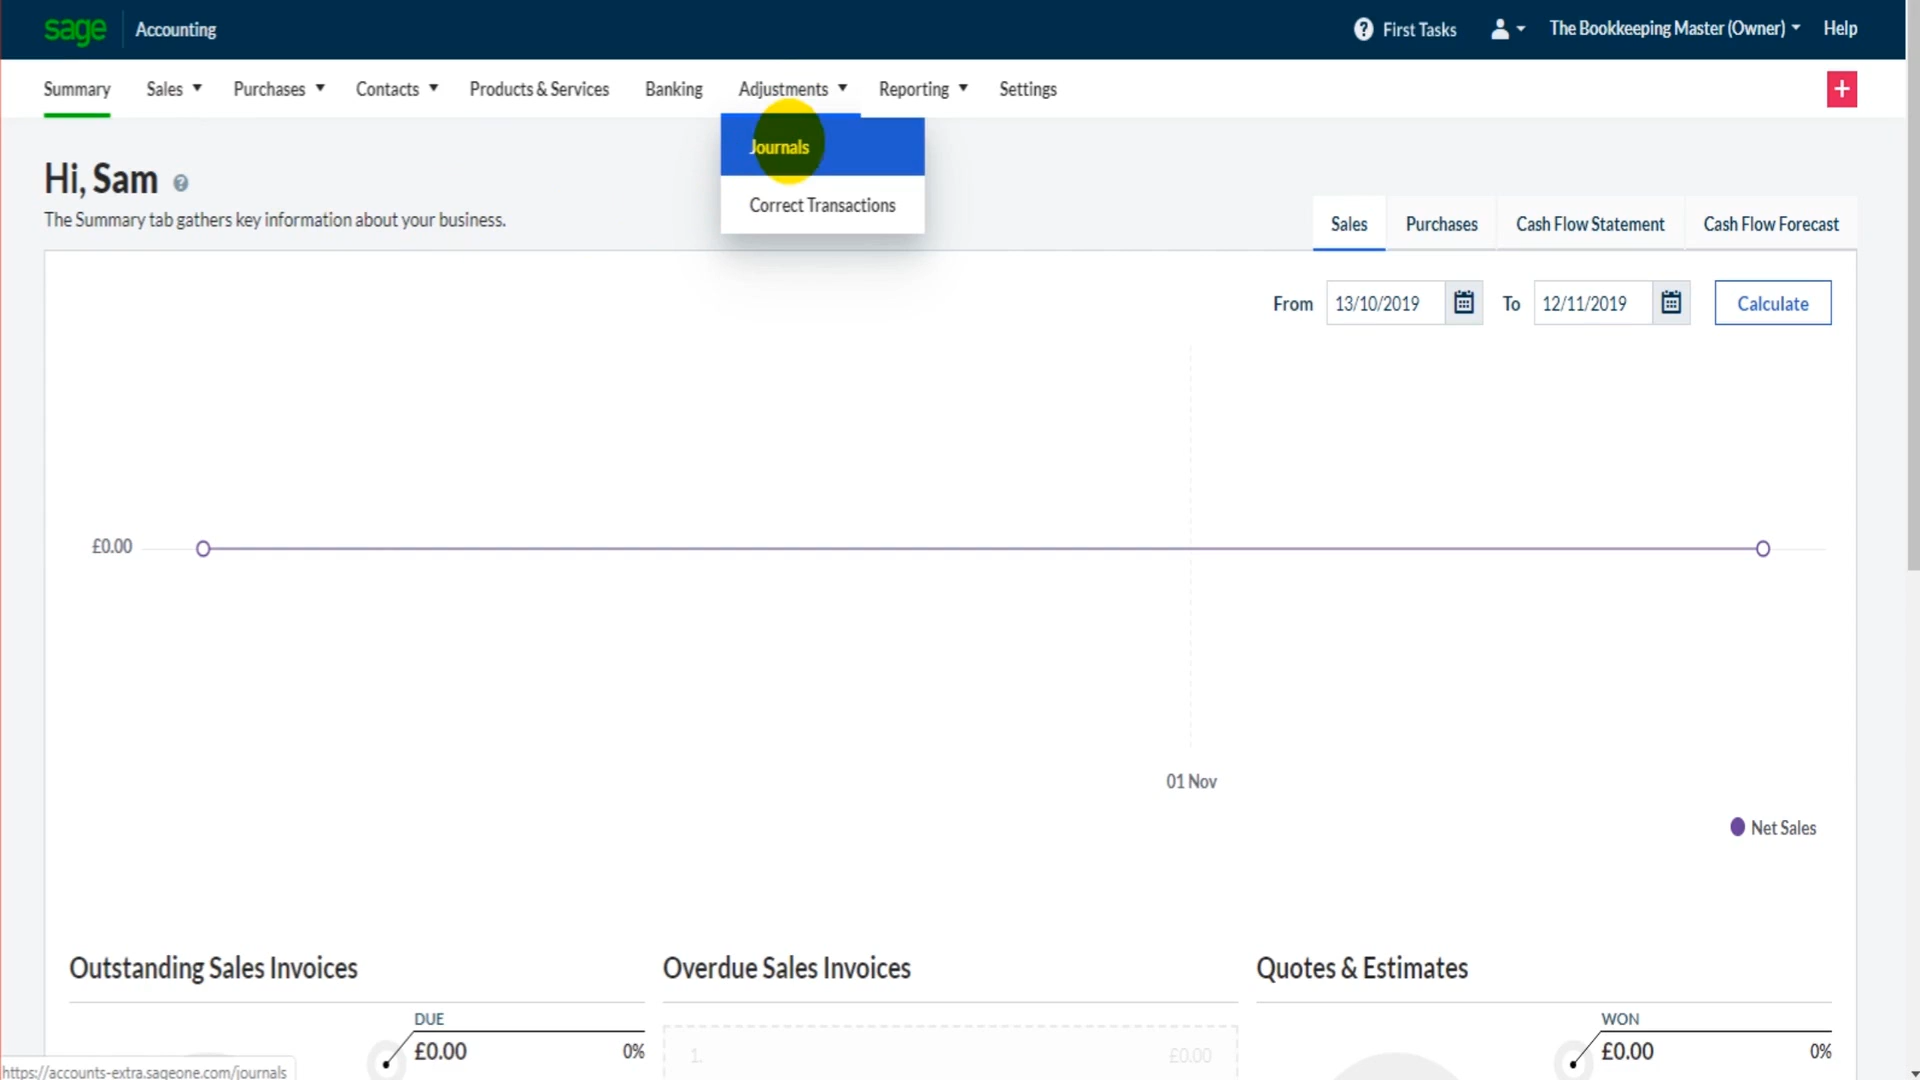 sage Accounting First Tasks The Bookkeeping Master (Owner) Help
Summary Sales Purchases Contacts Products & Services Banking Adjustments Reporting Settings
Journals
Correct Transactions
Hi, Sam
The Summary tab gathers key information about your business.
Sales Purchases Cash Flow Statement Cash Flow Forecast
From 13/10/2019 To 12/11/2019 Calculate
£0.00
01 Nov
Net Sales
Outstanding Sales Invoices Overdue Sales Invoices Quotes & Estimates
DUE WON
£0.00 0% 1. £0.00 £0.00 0%
https://accounts-extra.sageone.com/journals